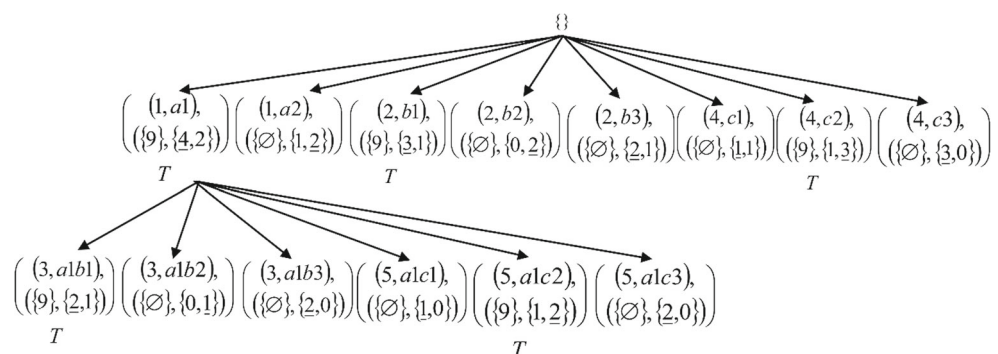 {}
(1, a1), (1, a2), (2, b1), (2, b2), (2, b3), (4, c1), (4, c2), (4, c3),
(({9}, {4,2})) (({∅}, {1,2})) (({9}, {3,1})) (({∅}, {0,2})) (({∅}, {2,1})) (({∅}, {1,1})) (({9}, {1,3})) (({∅}, {3,0}))
T T T
(3, a1b1), (3, a1b2), (3, a1b3), (5, a1c1), (5, a1c2), (5, a1c3),
(({9}, {2,1})) (({∅}, {0,1})) (({∅}, {2,0})) (({∅}, {1,0})) (({9}, {1,2})) (({∅}, {2,0}))
T T